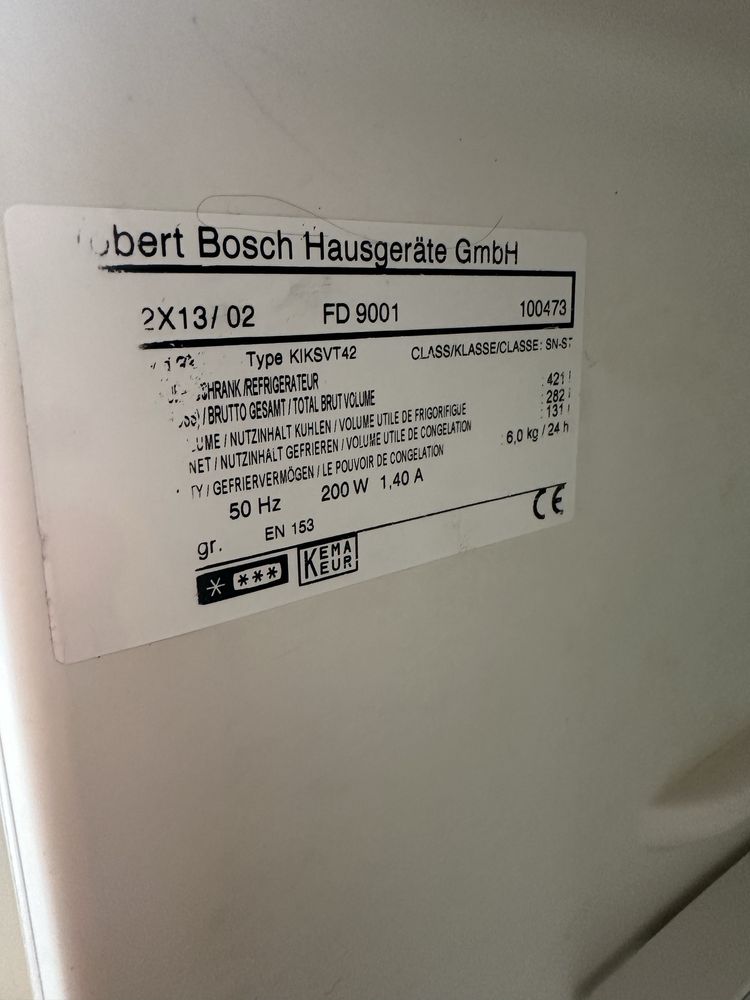 obert Bosch Hausgeräte GmbH
2X13/02 FD 9001 100473
Type KIKSVT42 CLASS/KLASSE/CLASSE: SN-ST
SCHRANK/REFRIGERATEUR
/ BRUTTO GESAMT / TOTAL BRUT VOLUME : 421 l
UME / NUTZINHALT KUHLEN / VOLUME UTILE DE FRIGORIFIGUE : 282 l
NET / NUTZINHALT GEFRIEREN / VOLUME UTILE DE CONGELATION : 131 l
TY / GEFRIERVERMÖGEN / LE POUVOIR DE CONGELATION : 6,0 kg / 24 h
50 Hz 200 W 1,40 A
gr. EN 153
* *** KEMA KEUR CE